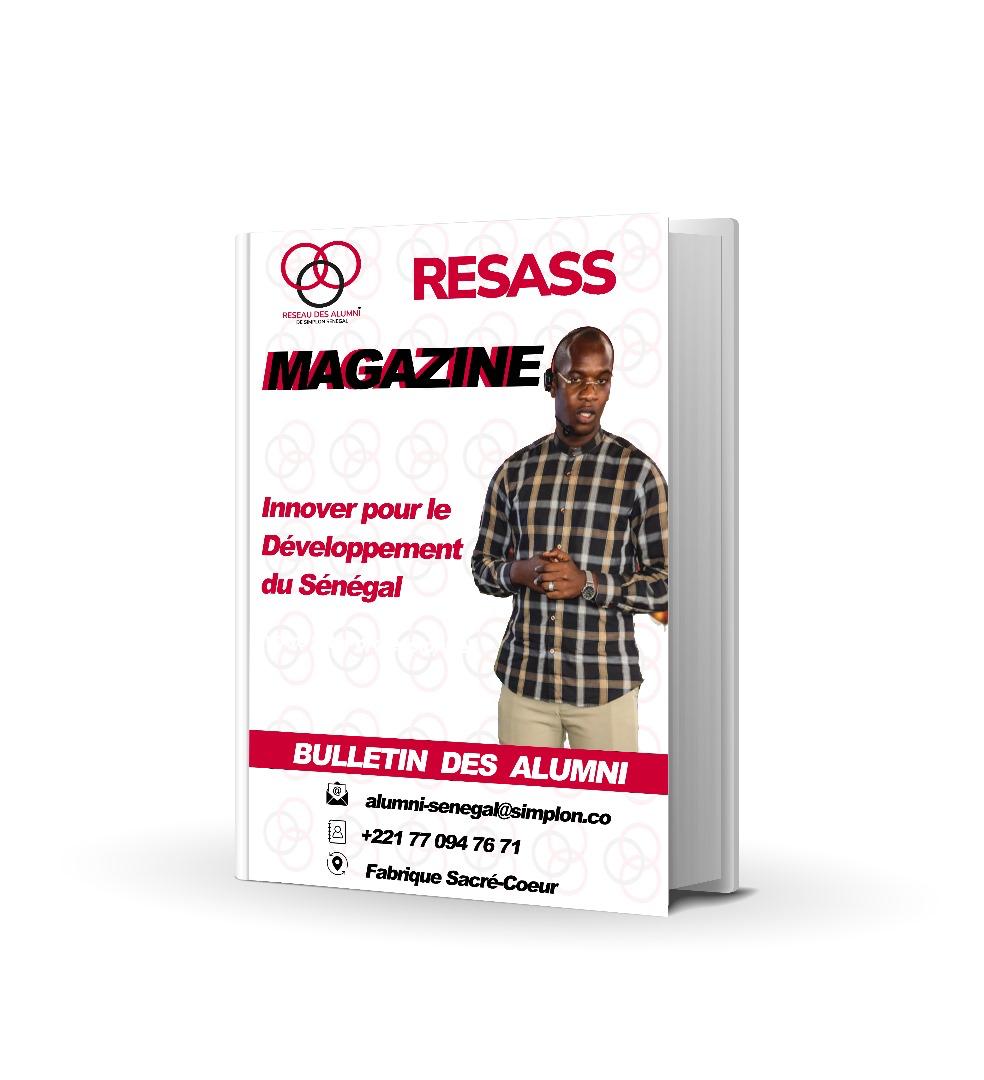 RESEAU DES ALUMNI
DE SIMPLON SENEGAL
RESASS
MAGAZINE
Innover pour le
Développement
du Sénégal
BULLETIN DES ALUMNI
@
alumni-senegal@simplon.co
+221 77 094 76 71
Fabrique Sacré-Coeur